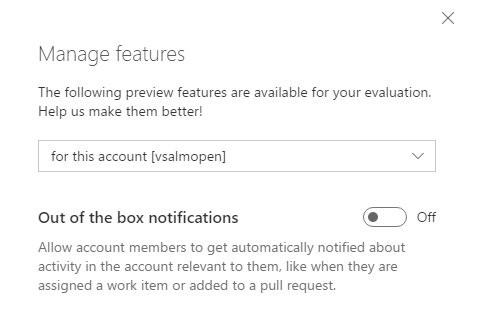 Manage features
The following preview features are available for your evaluation.
Help us make them better!
for this account [vsalmopen]
Out of the box notifications
Off
Allow account members to get automatically notified about
activity in the account relevant to them, like when they are
assigned a work item or added to a pull request.